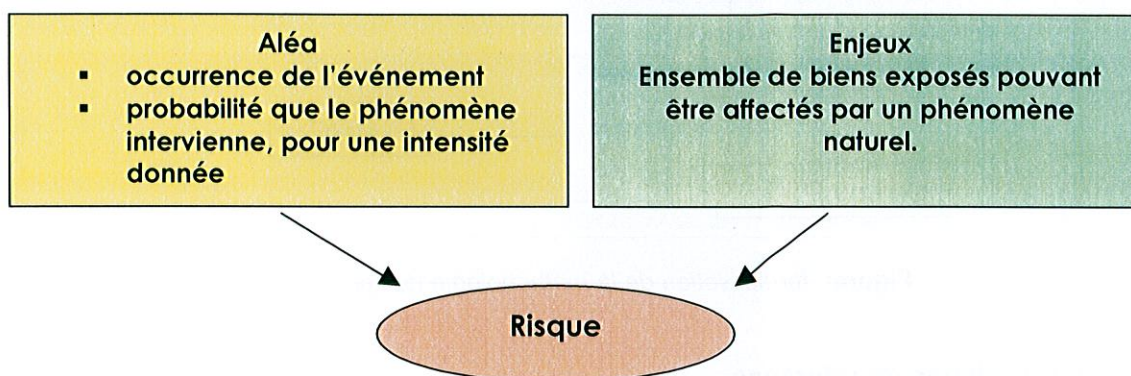 Aléa
▪ occurrence de l'événement
▪ probabilité que le phénomène
intervienne, pour une intensité
donnée
Enjeux
Ensemble de biens exposés pouvant
être affectés par un phénomène
naturel.
Risque